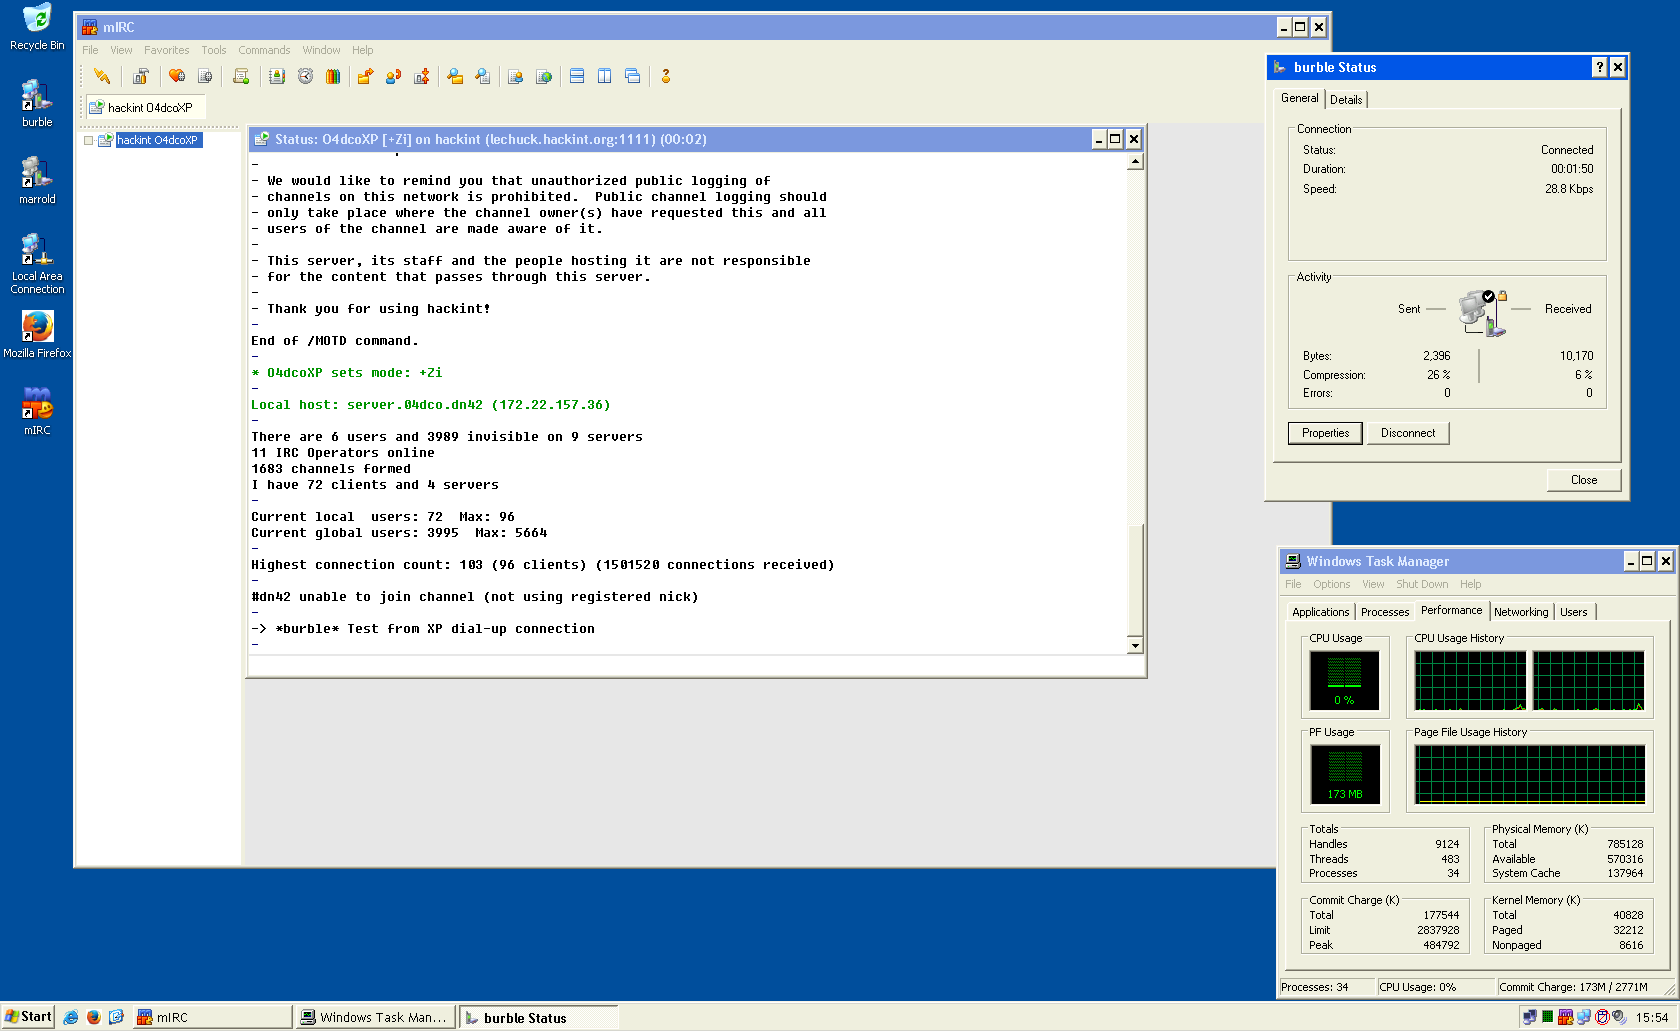 Recycle Bin
burble
marrold
Local Area
Connection
Mozilla Firefox
mIRC
mIRC
File View Favorites Tools Commands Window Help
hackint O4dcoXP
hackint O4dcoXP
Status: O4dcoXP [+Zi] on hackint (lechuck.hackint.org:1111) (00:02)
-
- We would like to remind you that unauthorized public logging of
- channels on this network is prohibited.  Public channel logging should
- only take place where the channel owner(s) have requested this and all
- users of the channel are made aware of it.
-
- This server, its staff and the people hosting it are not responsible
- for the content that passes through this server.
-
- Thank you for using hackint!
-
End of /MOTD command.
-
* O4dcoXP sets mode: +Zi
-
Local host: server.04dco.dn42 (172.22.157.36)
-
There are 6 users and 3989 invisible on 9 servers
11 IRC Operators online
1683 channels formed
I have 72 clients and 4 servers
-
Current local  users: 72  Max: 96
Current global users: 3995  Max: 5664
-
Highest connection count: 103 (96 clients) (1501520 connections received)
-
#dn42 unable to join channel (not using registered nick)
-
-> *burble* Test from XP dial-up connection
-
burble Status
General Details
Connection
Status: Connected
Duration: 00:01:50
Speed: 28.8 Kbps
Activity
Sent Received
Bytes: 2,396 10,170
Compression: 26 % 6 %
Errors: 0 0
Properties Disconnect
Close
Windows Task Manager
File Options View Shut Down Help
Applications Processes Performance Networking Users
CPU Usage CPU Usage History
0 %
PF Usage Page File Usage History
173 MB
Totals
Handles 9124
Threads 483
Processes 34
Physical Memory (K)
Total 785128
Available 570316
System Cache 137964
Commit Charge (K)
Total 177544
Limit 2837928
Peak 484792
Kernel Memory (K)
Total 40828
Paged 32212
Nonpaged 8616
Processes: 34 CPU Usage: 0% Commit Charge: 173M / 2771M
Start mIRC Windows Task Man... burble Status 15:54